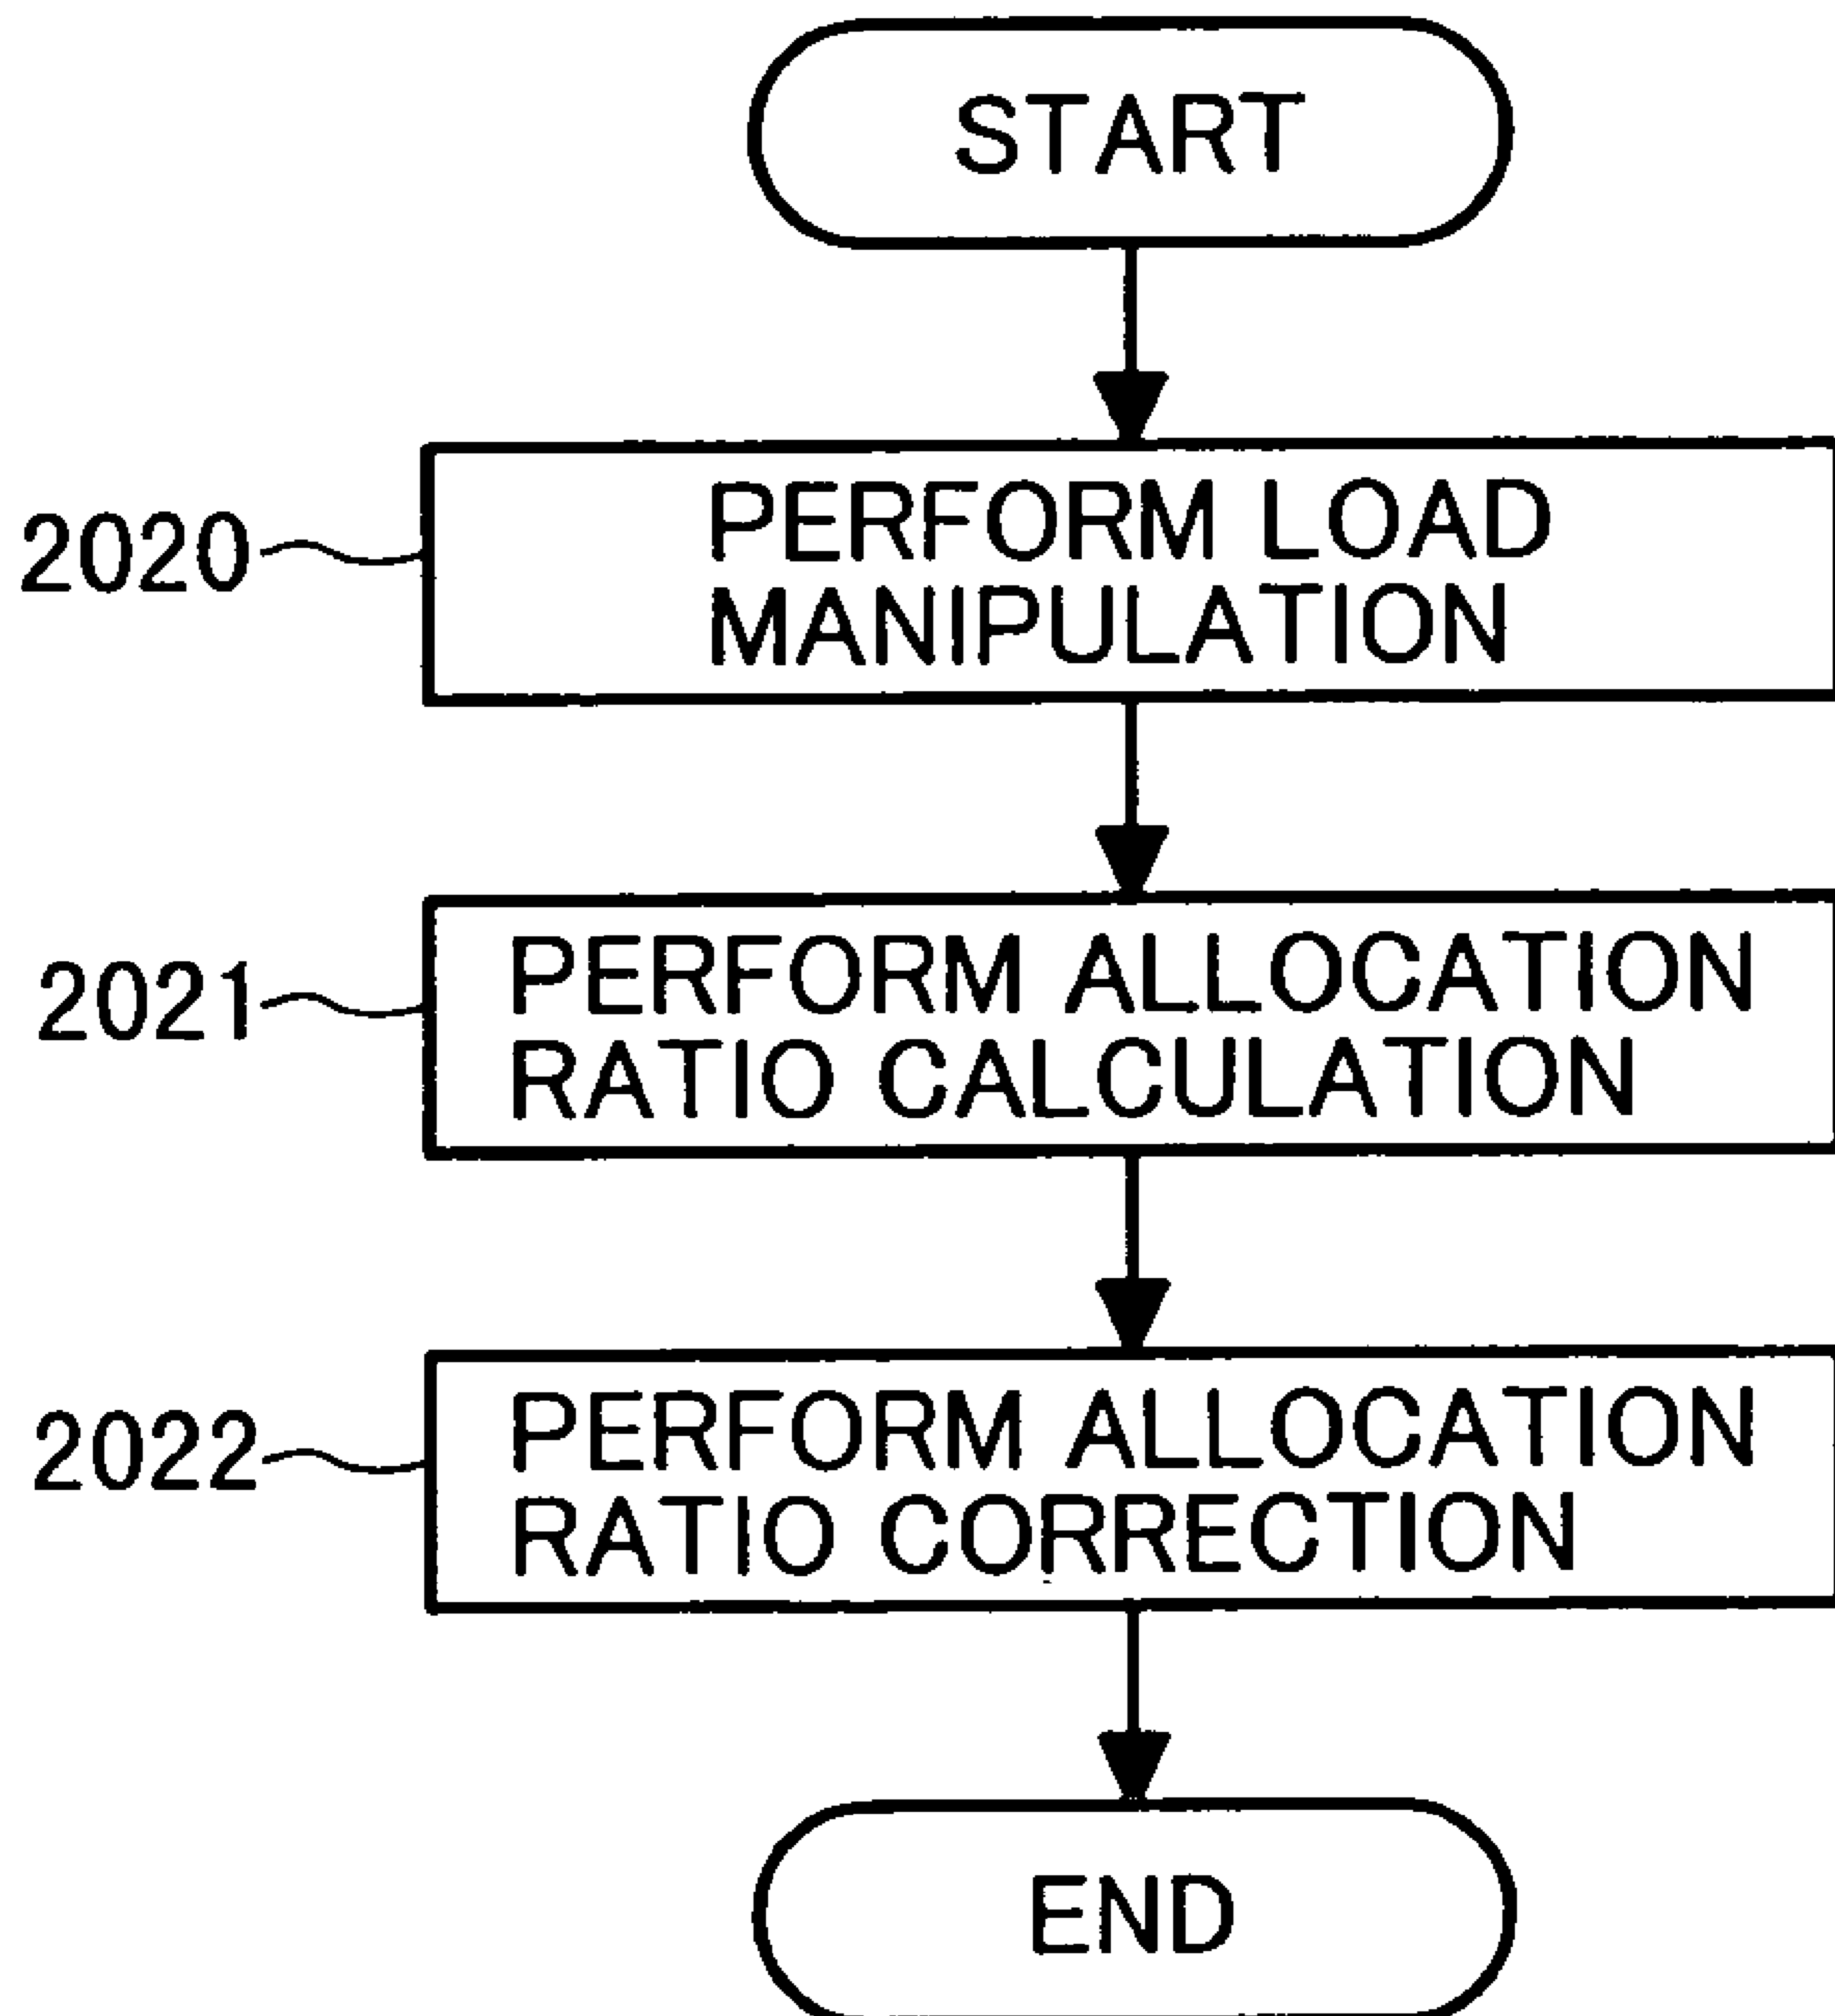 START
2020
PERFORM LOAD
MANIPULATION
2021
PERFORM ALLOCATION
RATIO CALCULATION
2022
PERFORM ALLOCATION
RATIO CORRECTION
END